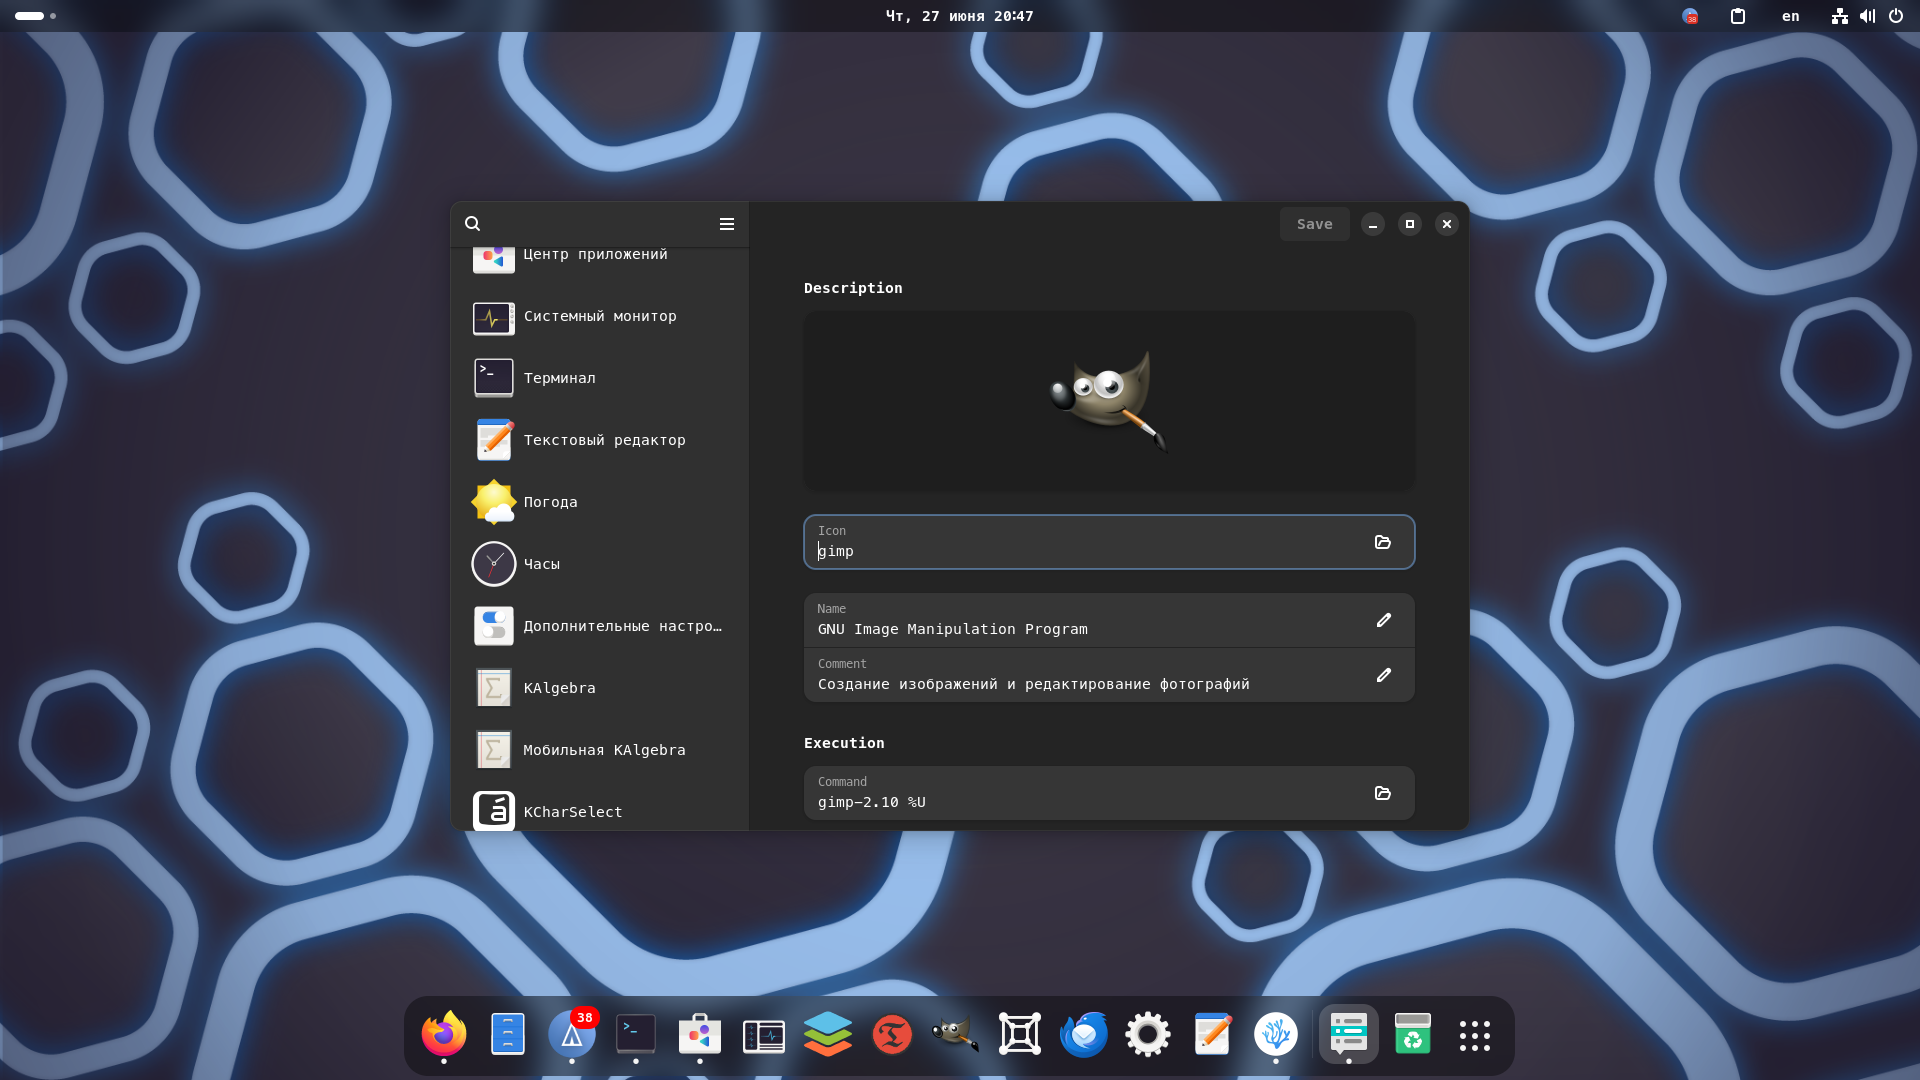 Чт, 27 июня 20:47
38
en
Save
Центр приложений
Системный монитор
Терминал
Текстовый редактор
Погода
Часы
Дополнительные настро…
KAlgebra
Мобильная KAlgebra
KCharSelect
Description
Icon
gimp
Name
GNU Image Manipulation Program
Comment
Создание изображений и редактирование фотографий
Execution
Command
gimp-2.10 %U
38